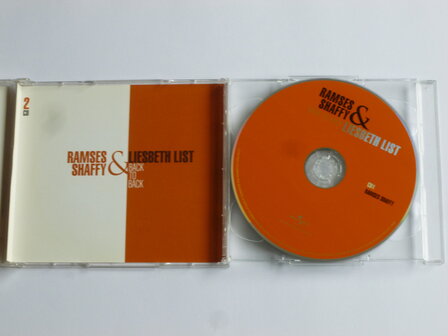 2
CD
RAMSES
SHAFFY
& LIESBETH LIST
BACK
TO
BACK
RAMSES
SHAFFY
& LIESBETH LIST
CD1
RAMSES SHAFFY